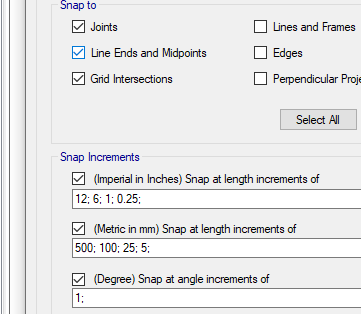 Snap to
Joints
Lines and Frames
Line Ends and Midpoints
Edges
Grid Intersections
Perpendicular Proje
Select All
Snap Increments
(Imperial in Inches) Snap at length increments of
12; 6; 1; 0.25;
(Metric in mm) Snap at length increments of
500; 100; 25; 5;
(Degree) Snap at angle increments of
1;